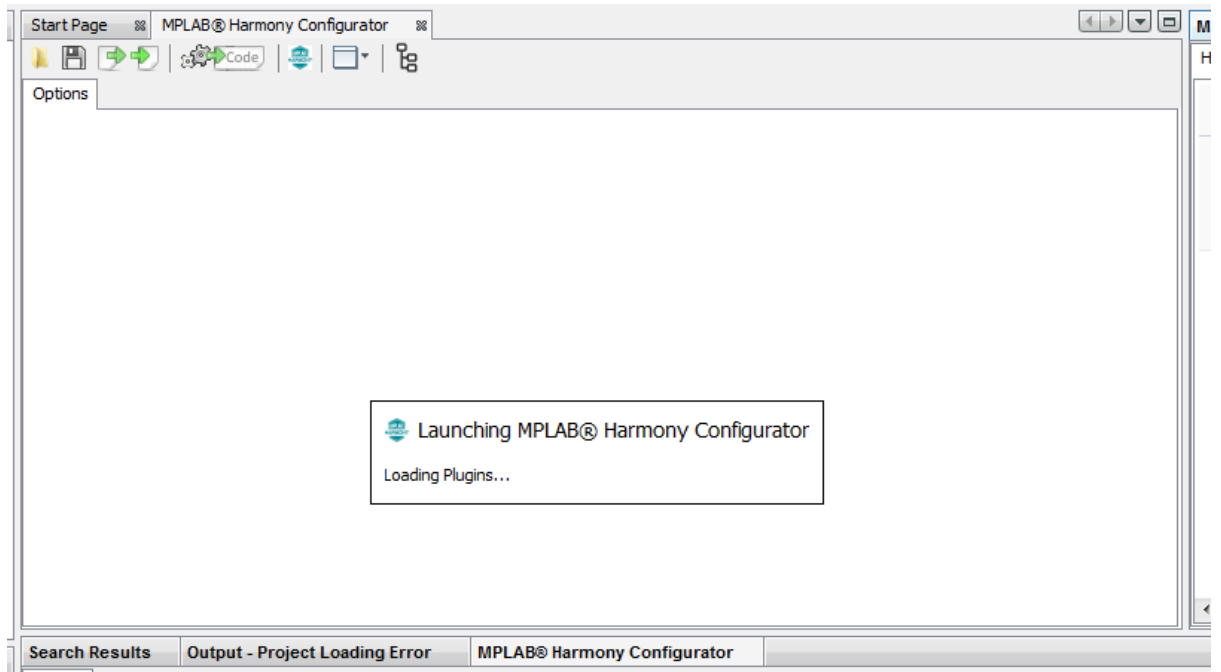 Start Page MPLAB® Harmony Configurator M
Code H
Options
Launching MPLAB® Harmony Configurator
Loading Plugins...
Search Results Output - Project Loading Error MPLAB® Harmony Configurator